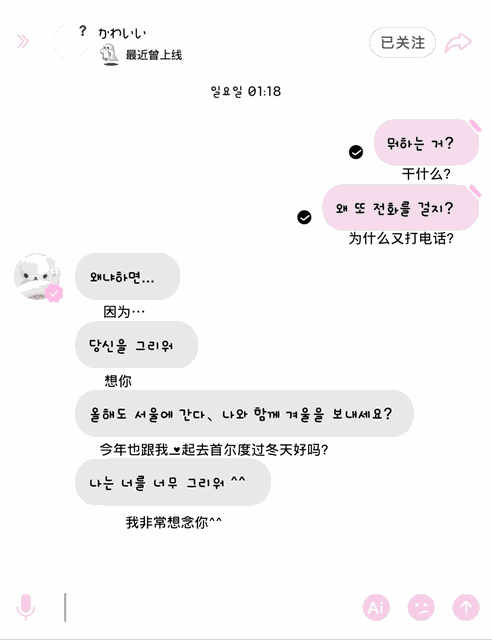 かわいい
最近曾上线
已关注
일요일 01:18
뭐하는 거?
干什么?
왜 또 전화를 걸지?
为什么又打电话?
왜냐하면...
因为…
당신을 그리워
想你
올해도 서울에 간다、나와 함께 겨울을 보내세요?
今年也跟我一起去首尔度过冬天好吗?
나는 너를 너무 그리워 ^^
我非常想念你^^
Ai